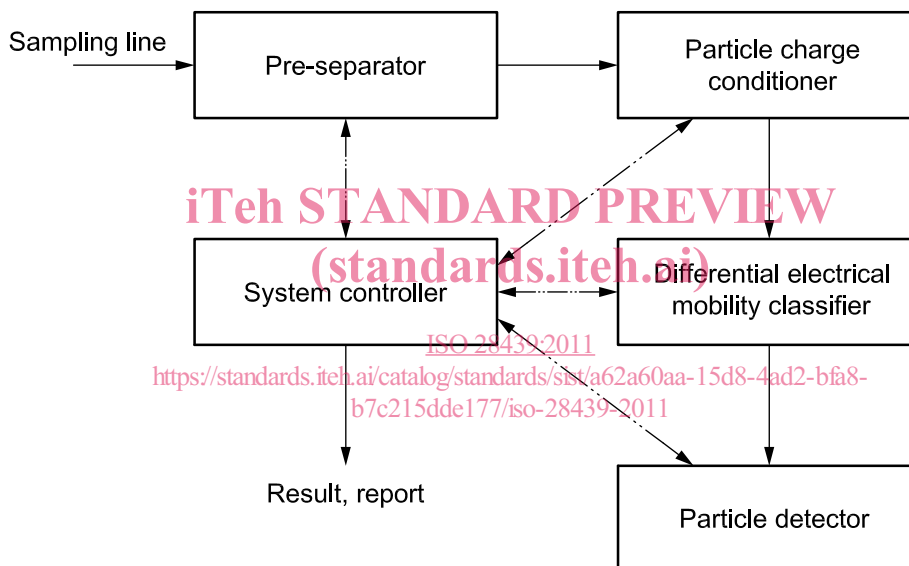 Sampling line
Pre-separator
Particle charge
conditioner
iTeh STANDARD PREVIEW
(standards.iteh.ai)
System controller
Differential electrical
mobility classifier
ISO 28439:2011
https://standards.iteh.ai/catalog/standards/sist/a62a60aa-15d8-4ad2-bfa8-
b7c215dde177/iso-28439-2011
Result, report
Particle detector